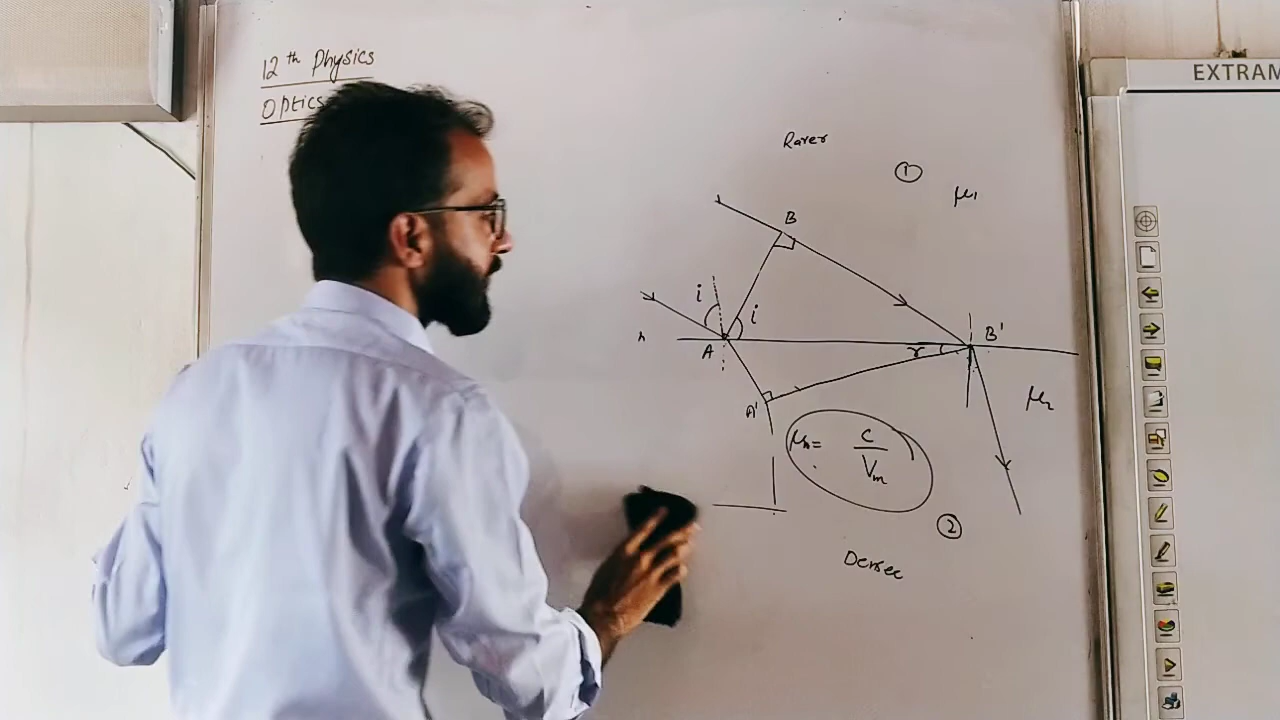 12th Physics
Optics
EXTRAM
Rarer
①
μ₁
B
i
i
A
r
B'
μ₂
A'
μₙ = c / Vₘ
②
Denser